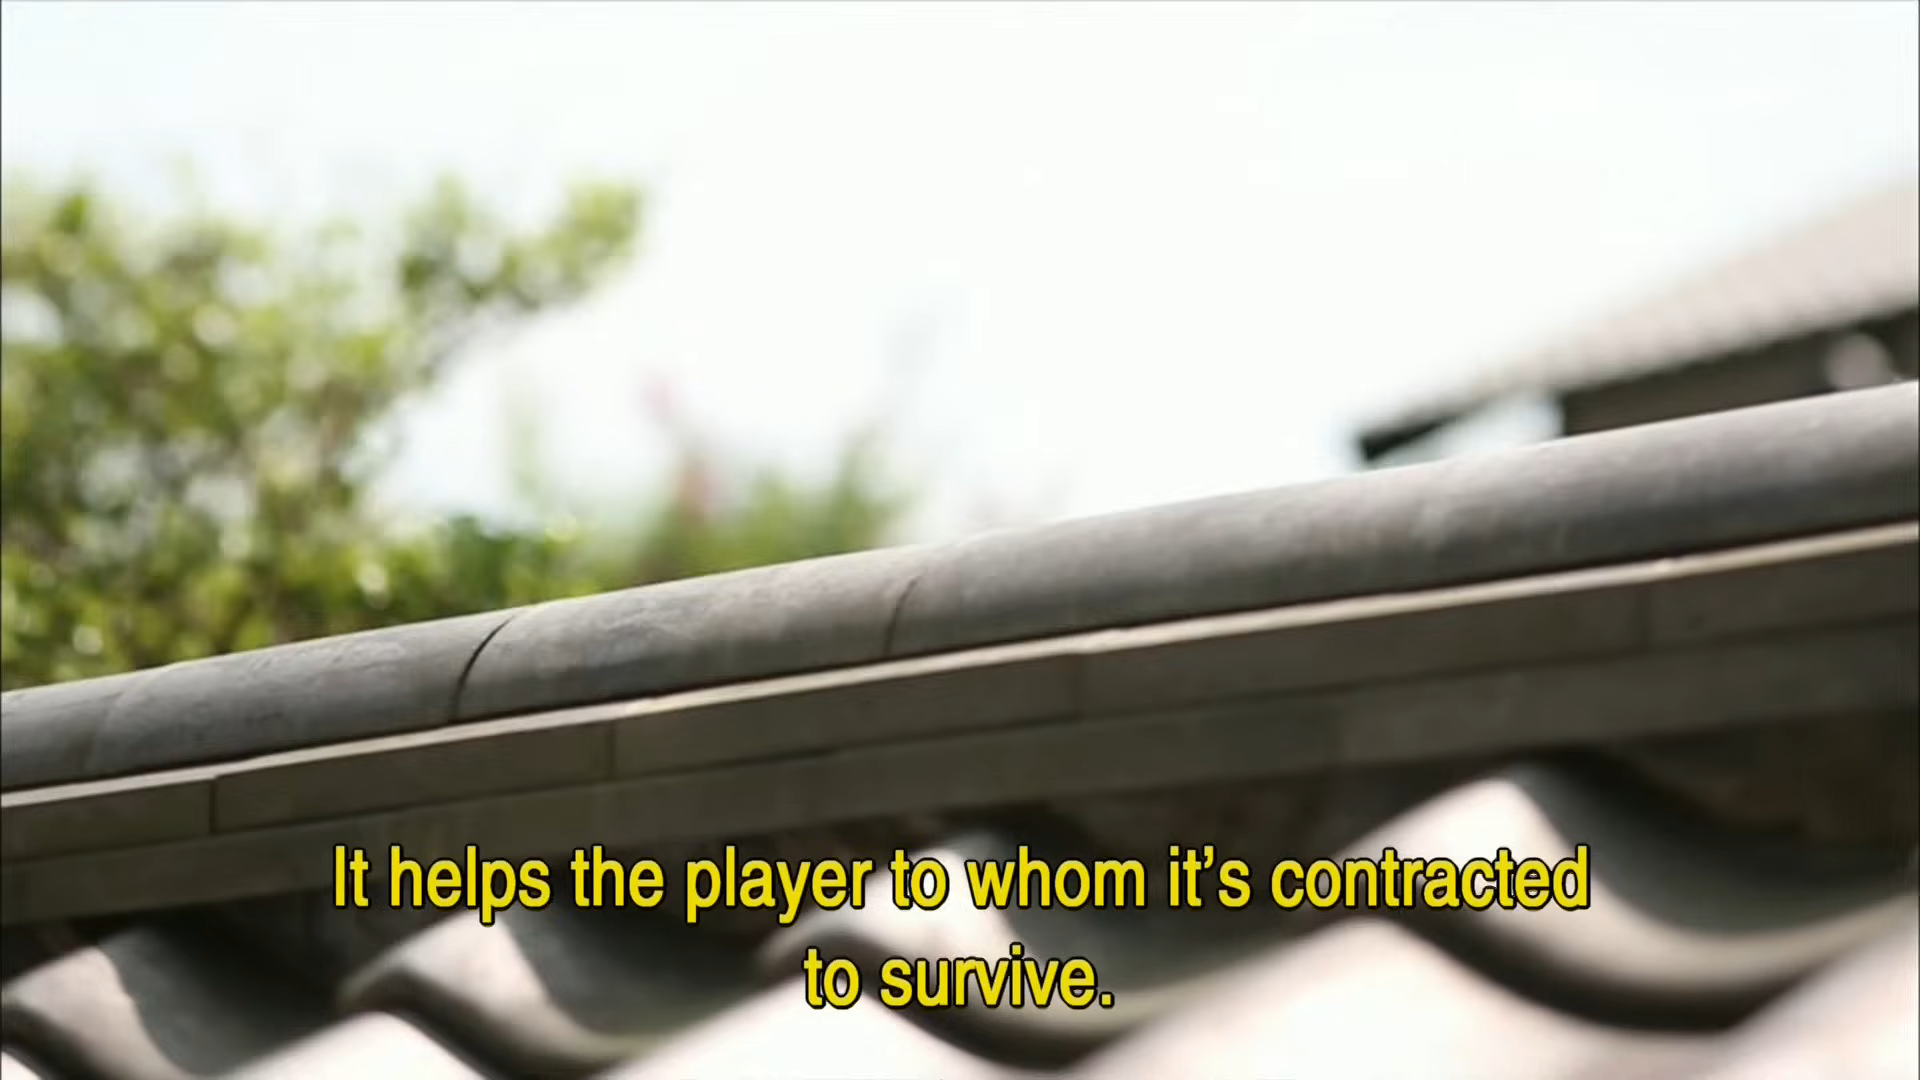 It helps the player to whom it’s contracted
to survive.